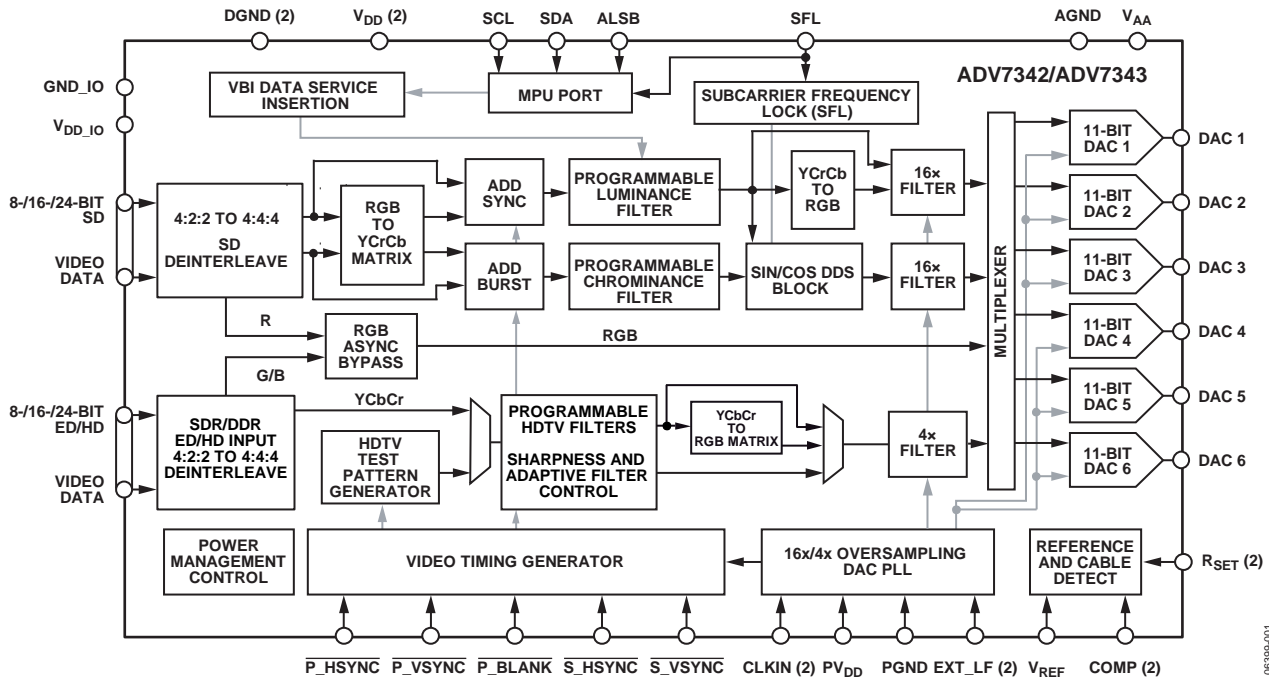 DGND (2)
VDD (2)
SCL
SDA
ALSB
SFL
AGND
VAA
GND_IO
VDD_IO
VBI DATA SERVICE
INSERTION
MPU PORT
SUBCARRIER FREQUENCY
LOCK (SFL)
ADV7342/ADV7343
8-/16-/24-BIT
SD
VIDEO
DATA
4:2:2 TO 4:4:4
SD
DEINTERLEAVE
RGB
TO
YCrCb
MATRIX
ADD
SYNC
ADD
BURST
PROGRAMMABLE
LUMINANCE
FILTER
PROGRAMMABLE
CHROMINANCE
FILTER
YCrCb
TO
RGB
SIN/COS DDS
BLOCK
16×
FILTER
16×
FILTER
MULTIPLEXER
11-BIT
DAC 1
DAC 1
11-BIT
DAC 2
DAC 2
11-BIT
DAC 3
DAC 3
11-BIT
DAC 4
DAC 4
11-BIT
DAC 5
DAC 5
11-BIT
DAC 6
DAC 6
R
G/B
RGB
ASYNC
BYPASS
RGB
8-/16-/24-BIT
ED/HD
VIDEO
DATA
SDR/DDR
ED/HD INPUT
4:2:2 TO 4:4:4
DEINTERLEAVE
YCbCr
HDTV
TEST
PATTERN
GENERATOR
PROGRAMMABLE
HDTV FILTERS
SHARPNESS AND
ADAPTIVE FILTER
CONTROL
YCbCr
TO
RGB MATRIX
4×
FILTER
POWER
MANAGEMENT
CONTROL
VIDEO TIMING GENERATOR
16x/4x OVERSAMPLING
DAC PLL
REFERENCE
AND CABLE
DETECT
RSET (2)
P_HSYNC
P_VSYNC
P_BLANK
S_HSYNC
S_VSYNC
CLKIN (2)
PVDD
PGND
EXT_LF (2)
VREF
COMP (2)
06399-001